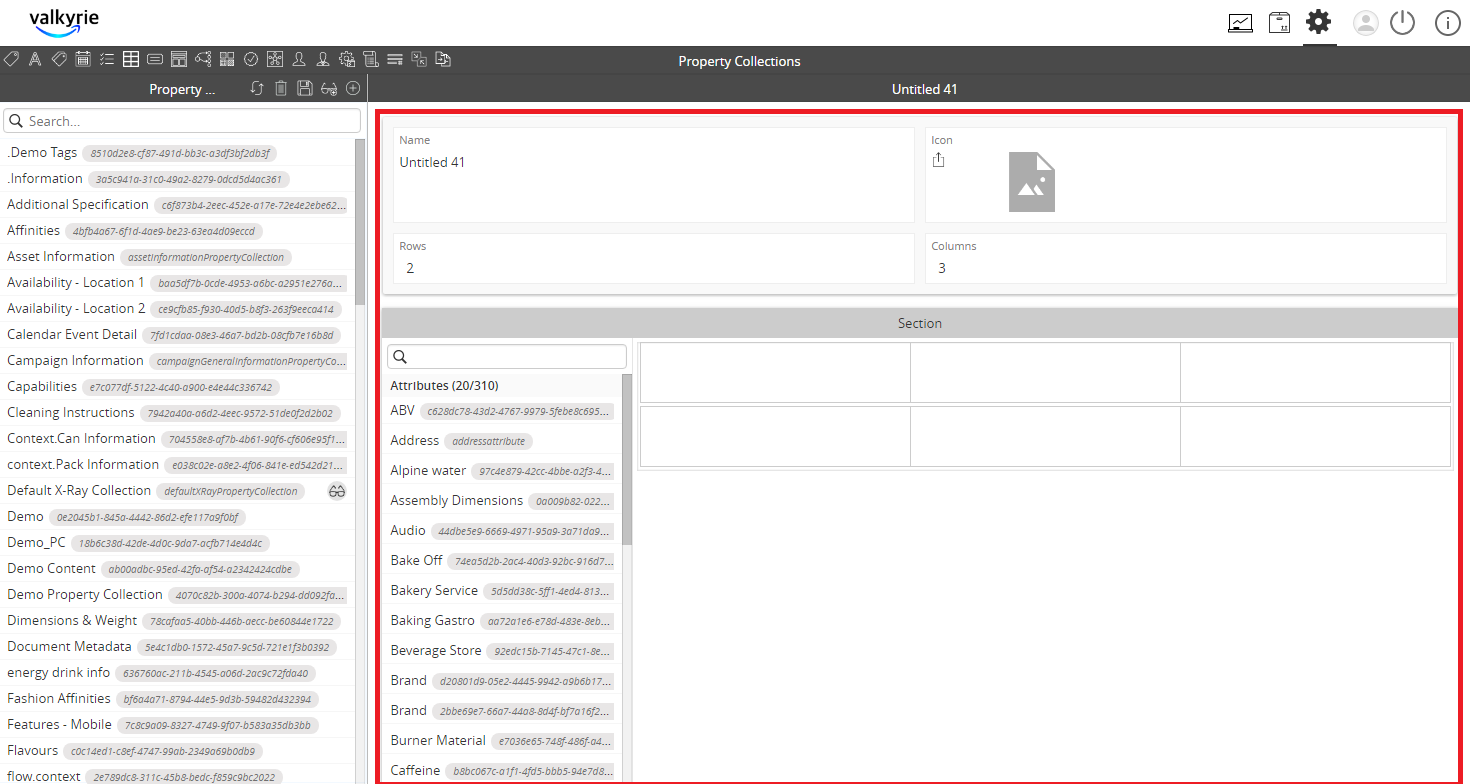 valkyrie
Property Collections
Property ...
Untitled 41
Search...
.Demo Tags 8510d2e8-cf87-491d-bb3c-a3df3bf2db3f
.Information 3a5c941a-31c0-49a2-8279-0dcd5d4ac361
Additional Specification c6f873b4-2eec-452e-a17e-72e4e2ebe62...
Affinities 4bfb4a67-6f1d-4ae9-be23-63ea4d09eccd
Asset Information assetInformationPropertyCollection
Availability - Location 1 baa5df7b-0cde-4953-a6bc-a2951e276a...
Availability - Location 2 ce9cfb85-f930-40d5-b8f3-263f9eeca414
Calendar Event Detail 7fd1cdaa-08e3-46a7-bd2b-08cfb7e16b8d
Campaign Information campaignGeneralInformationPropertyCo...
Capabilities e7c077df-5122-4c40-a900-e4e44c336742
Cleaning Instructions 7942a40a-a6d2-4eec-9572-51de0f2d2b02
Context.Can Information 704558e8-af7b-4b61-90f6-cf606e95f1...
context.Pack Information e038c02e-a8e2-4f06-841e-ed542d21...
Default X-Ray Collection defaultXRayPropertyCollection
Demo 0e2045b1-845a-4442-86d2-efe117a9f0bf
Demo_PC 18b6c38d-42de-4d0c-9da7-acfb714e4d4c
Demo Content ab00adbc-95ed-42fa-af54-a2342424cdbe
Demo Property Collection 4070c82b-300a-4074-b294-dd092fa...
Dimensions & Weight 78cafaa5-40bb-446b-aecc-be60844e1722
Document Metadata 5e4c1db0-1572-45a7-9c5d-721e1f3b0392
energy drink info 636760ac-211b-4545-a06d-2ac9c72fda40
Fashion Affinities bf6a4a71-8794-44e5-9d3b-59482d432394
Features - Mobile 7c8c9a09-8327-4749-9f07-b583a35db3bb
Flavours c0c14ed1-c8ef-4747-99ab-2349a69b0db9
flow.context 2e789dc8-311c-45b8-bedc-f859c9bc2022
Name
Untitled 41
Icon
Rows
2
Columns
3
Section
Attributes (20/310)
ABV c628dc78-43d2-4767-9979-5febe8c695...
Address addressattribute
Alpine water 97c4e879-42cc-4bbe-a2f3-4...
Assembly Dimensions 0a009b82-022...
Audio 44dbe5e9-6669-4971-95a9-3a71da9...
Bake Off 74ea5d2b-2ac4-40d3-92bc-916d7...
Bakery Service 5d5dd38c-5ff1-4ed4-813...
Baking Gastro aa72a1e6-e78d-483e-8eb...
Beverage Store 92edc15b-7145-47c1-8e...
Brand d20801d9-05e2-4445-9942-a9b6b17...
Brand 2bbe69e7-66a7-44a8-8d4f-bf7a16f2...
Burner Material e7036e65-748f-486f-a4...
Caffeine b8bc067c-a1f1-4fd5-bbb5-94e7d8...